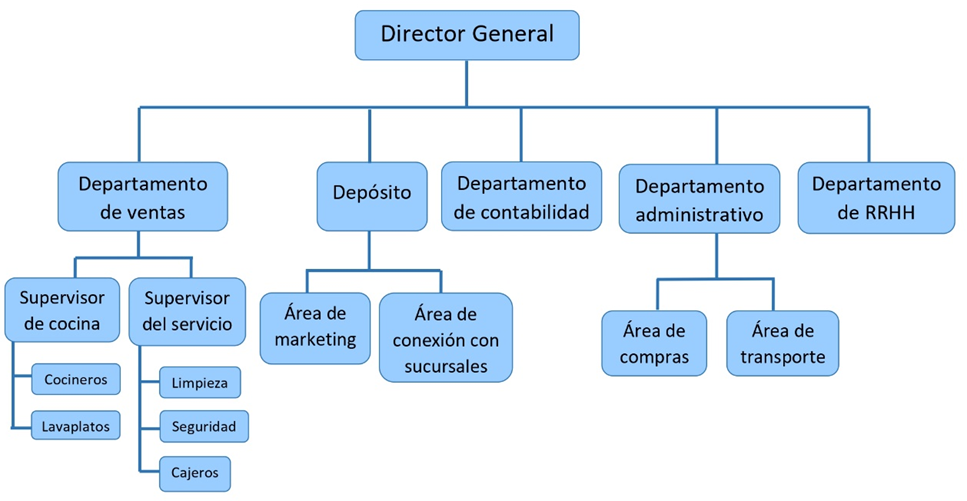 Director General
Departamento
de ventas
Depósito
Departamento
de contabilidad
Departamento
administrativo
Departamento
de RRHH
Supervisor
de cocina
Supervisor
del servicio
Área de
marketing
Área de
conexión con
sucursales
Área de
compras
Área de
transporte
Cocineros
Lavaplatos
Limpieza
Seguridad
Cajeros